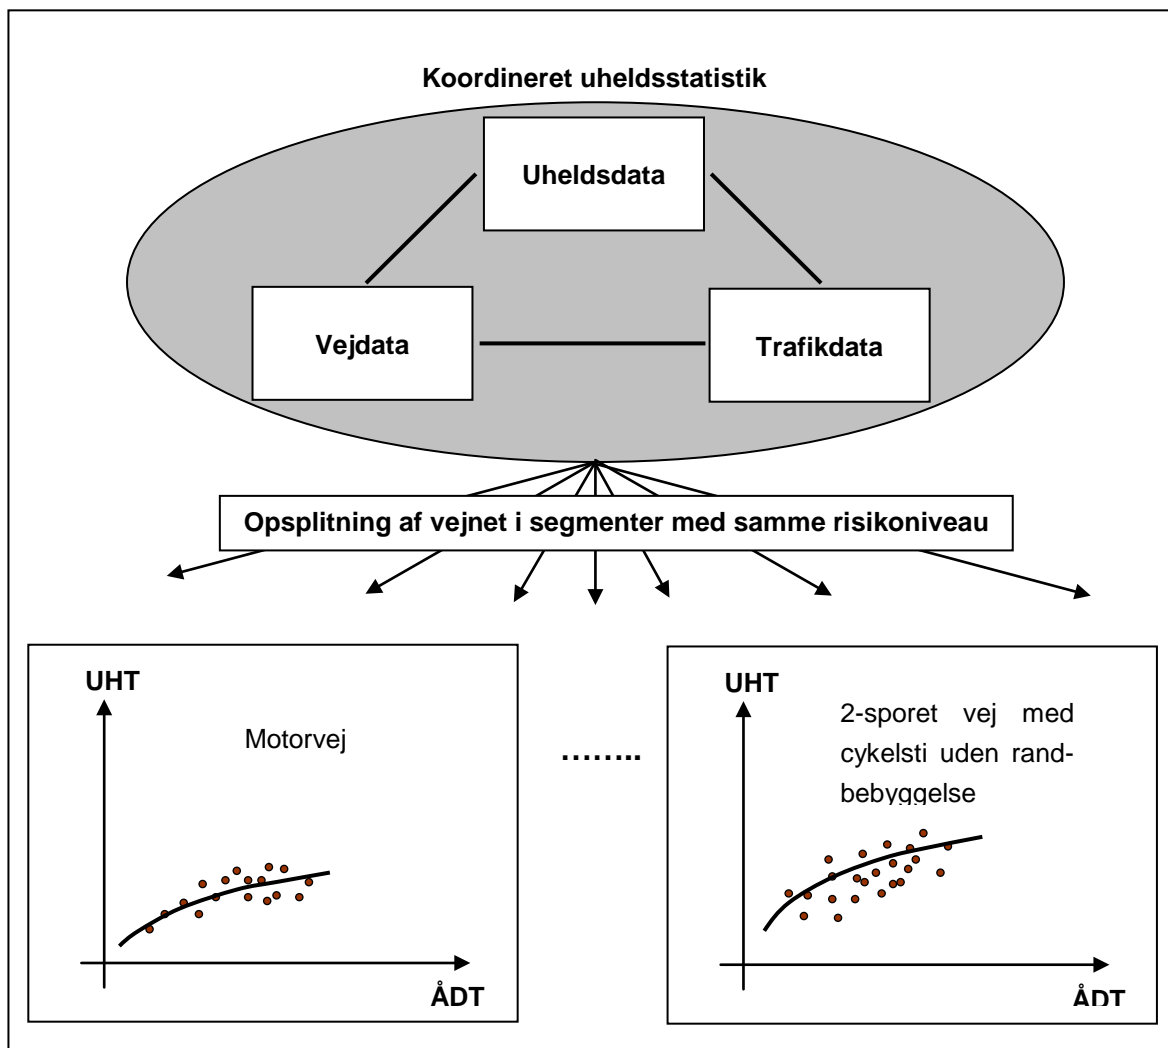 Koordineret uheldsstatistik
Uheldsdata
Vejdata
Trafikdata
Opsplitning af vejnet i segmenter med samme risikoniveau
UHT
Motorvej
ÅDT
........
UHT
2-sporet vej med
cykelsti uden rand-
bebyggelse
ÅDT